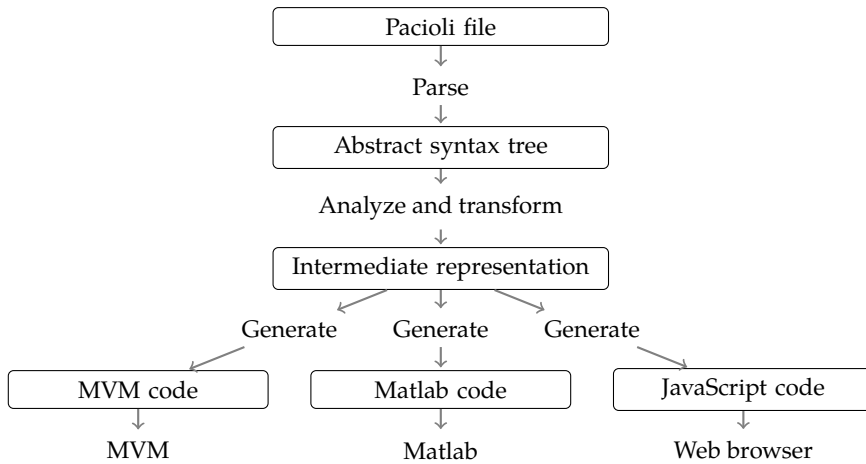 Pacioli file
Parse
Abstract syntax tree
Analyze and transform
Intermediate representation
Generate Generate Generate
MVM code Matlab code JavaScript code
MVM Matlab Web browser